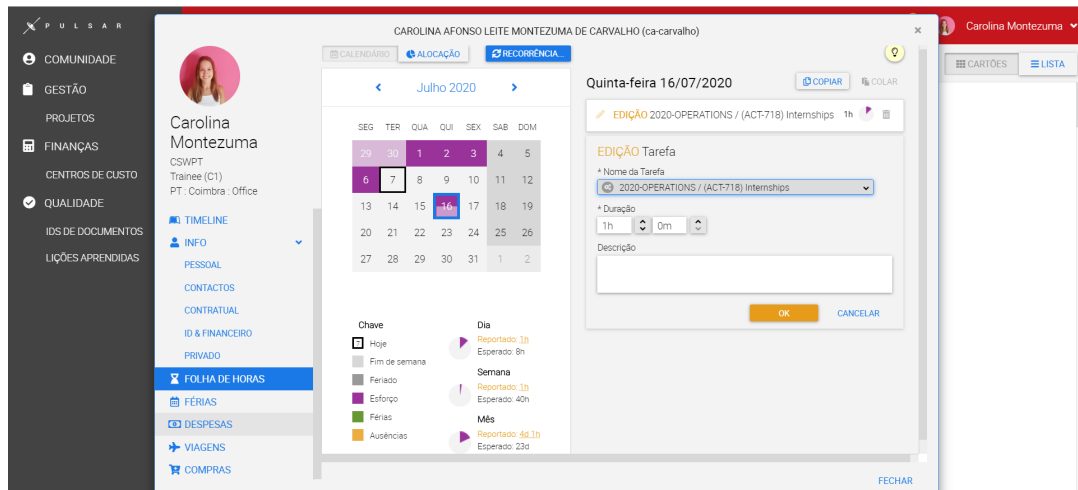 PULSAR
COMUNIDADE
GESTÃO
PROJETOS
FINANÇAS
CENTROS DE CUSTO
QUALIDADE
IDS DE DOCUMENTOS
LIÇÕES APRENDIDAS
CAROLINA AFONSO LEITE MONTEZUMA DE CARVALHO (ca-carvalho)
×
Carolina Montezuma
CARTÕES
LISTA
Carolina
Montezuma
CSWPT
Trainee (C1)
PT : Coimbra : Office
TIMELINE
INFO
PESSOAL
CONTACTOS
CONTRATUAL
ID & FINANCEIRO
PRIVADO
FOLHA DE HORAS
FÉRIAS
DESPESAS
VIAGENS
COMPRAS
CALENDÁRIO
ALOCAÇÃO
RECORRÊNCIA...
Julho 2020
SEG TER QUA QUI SEX SAB DOM
29 30 1 2 3 4 5
6 7 8 9 10 11 12
13 14 15 16 17 18 19
20 21 22 23 24 25 26
27 28 29 30 31 1 2
Chave
7 Hoje
Fim de semana
Feriado
Esforço
Férias
Ausências
Dia
Reportado: 1h
Esperado: 8h
Semana
Reportado: 1h
Esperado: 40h
Mês
Reportado: 4d 1h
Esperado: 23d
Quinta-feira 16/07/2020
COPIAR
COLAR
EDIÇÃO 2020-OPERATIONS / (ACT-718) Internships 1h
EDIÇÃO Tarefa
* Nome da Tarefa
2020-OPERATIONS / (ACT-718) Internships
* Duração
1h 0m
Descrição
OK
CANCELAR
FECHAR